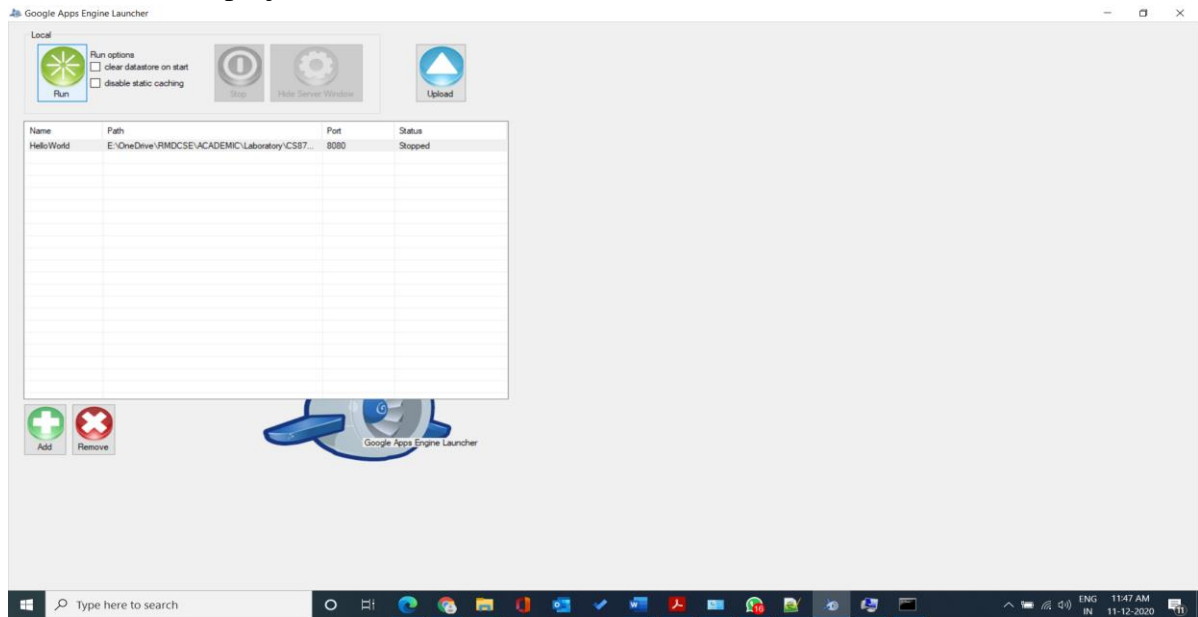 Google Apps Engine Launcher
Local
Run
Run options
clear datastore on start
disable static caching
Stop
Hide Server Window
Upload
Name Path Port Status
HelloWorld E:\OneDrive\RMDCSE\ACADEMIC\Laboratory\CS87... 8080 Stopped
Add
Remove
Google Apps Engine Launcher
Type here to search
16
ENG
IN
11:47 AM
11-12-2020